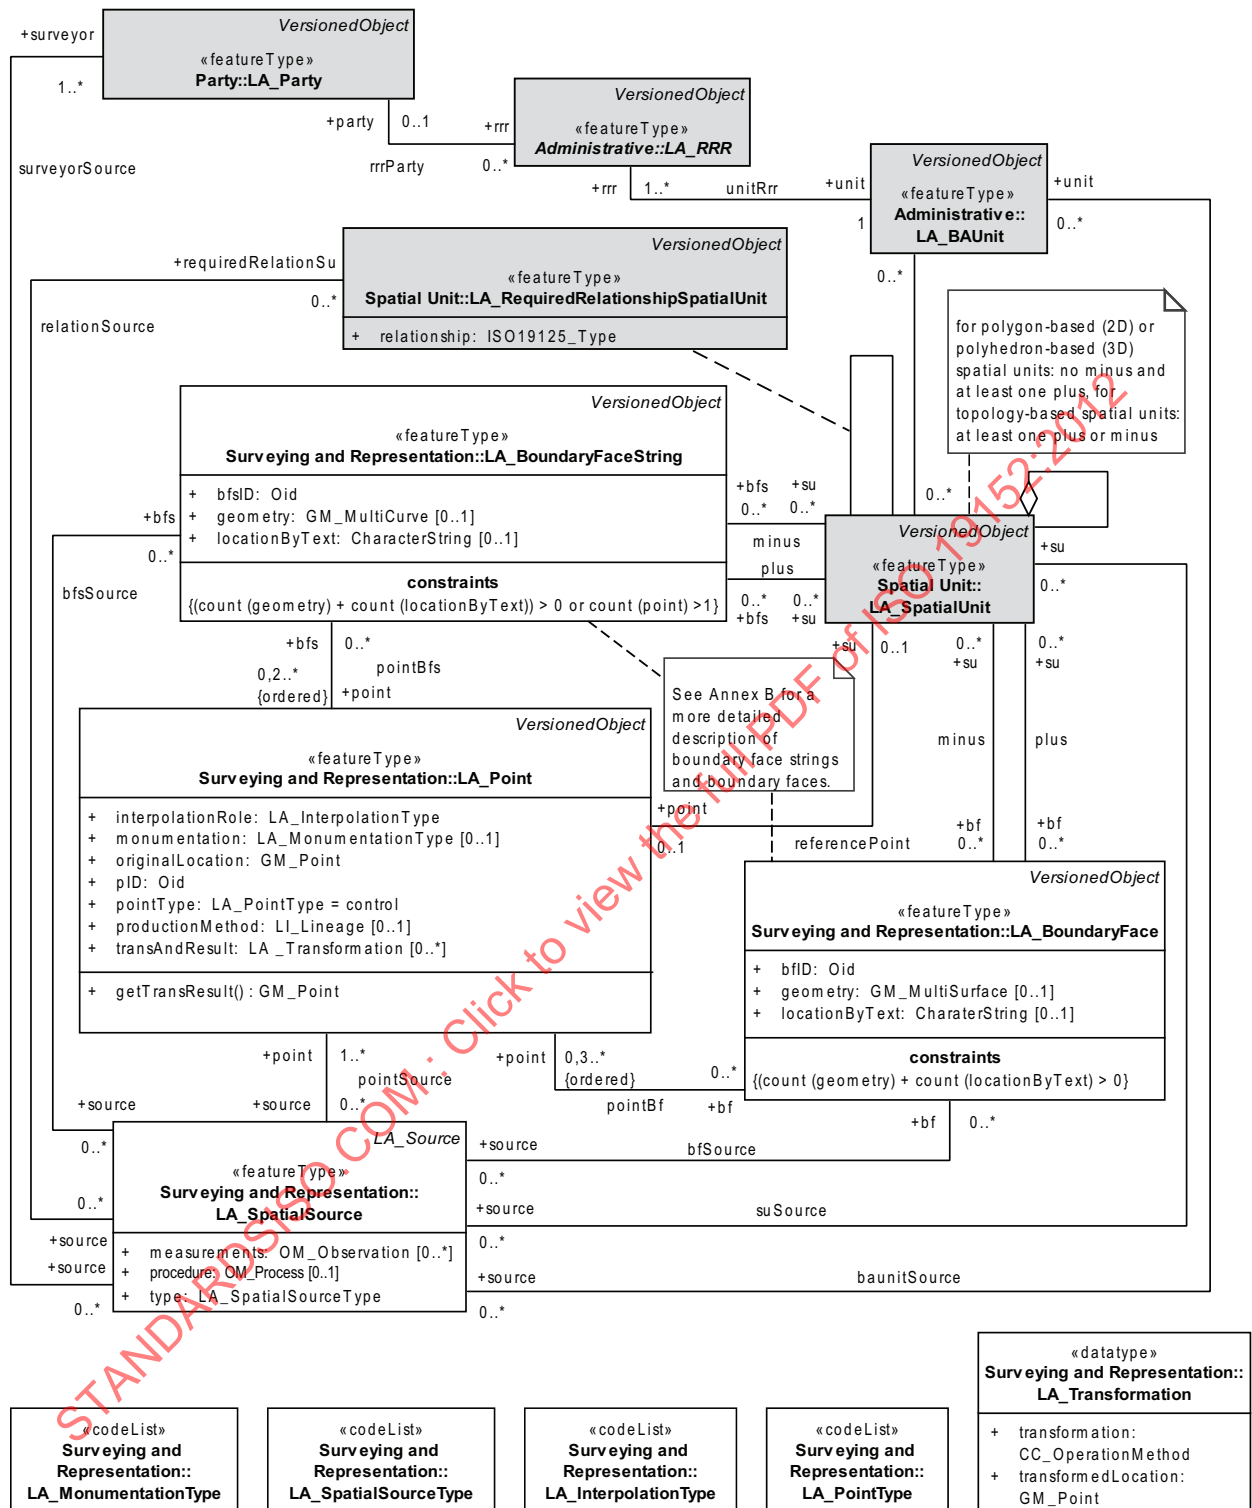 VersionedObject
«featureType»
Party::LA_Party
+surveyor
1..*
surveyorSource
+party
0..1
rrrParty
+rrr
0..*
VersionedObject
«featureType»
Administrative::LA_RRR
+rrr
1..*
unitRrr
+unit
1
VersionedObject
«featureType»
Administrative::
LA_BAUnit
+unit
0..*
0..*
VersionedObject
«featureType»
Spatial Unit::LA_RequiredRelationshipSpatialUnit
+ relationship: ISO19125_Type
+requiredRelationSu
0..*
relationSource
for polygon-based (2D) or
polyhedron-based (3D)
spatial units: no minus and
at least one plus, for
topology-based spatial units:
at least one plus or minus
VersionedObject
«featureType»
Surveying and Representation::LA_BoundaryFaceString
+ bfsID: Oid
+ geometry: GM_MultiCurve [0..1]
+ locationByText: CharacterString [0..1]
constraints
{(count (geometry) + count (locationByText)) > 0 or count (point) >1}
+bfs
0..*
bfsSource
+bfs +su
0..* 0..*
minus
plus
0..* 0..*
+bfs +su
0..*
VersionedObject
«featureType»
Spatial Unit::
LA_SpatialUnit
+su
0..*
+su
0..1
0..*
+su
0..*
+su
+bfs
0..*
pointBfs
0,2..*
{ordered}
+point
See Annex B for a
more detailed
description of
boundary face strings
and boundary faces.
minus
plus
VersionedObject
«featureType»
Surveying and Representation::LA_Point
+ interpolationRole: LA_InterpolationType
+ monumentation: LA_MonumentationType [0..1]
+ originalLocation: GM_Point
+ pID: Oid
+ pointType: LA_PointType = control
+ productionMethod: LI_Lineage [0..1]
+ transAndResult: LA _Transformation [0..*]
+ getTransResult() : GM_Point
+point
0..1
referencePoint
+bf
0..*
+bf
0..*
VersionedObject
«featureType»
Surveying and Representation::LA_BoundaryFace
+ bfID: Oid
+ geometry: GM_MultiSurface [0..1]
+ locationByText: CharaterString [0..1]
constraints
{(count (geometry) + count (locationByText) > 0}
+point
1..*
pointSource
+source
0..*
+point
0,3..*
{ordered}
pointBf
0..*
+bf
+bf
0..*
+source
0..*
0..*
+source
+source
0..*
LA_Source
«featureType»
Surveying and Representation::
LA_SpatialSource
+ measurements: OM_Observation [0..*]
+ procedure: OM_Process [0..1]
+ type: LA_SpatialSourceType
+source
bfSource
0..*
+source
suSource
0..*
+source
baunitSource
0..*
«datatype»
Surveying and Representation::
LA_Transformation
+ transformation:
CC_OperationMethod
+ transformedLocation:
GM_Point
«codeList»
Surveying and
Representation::
LA_MonumentationType
«codeList»
Surveying and
Representation::
LA_SpatialSourceType
«codeList»
Surveying and
Representation::
LA_InterpolationType
«codeList»
Surveying and
Representation::
LA_PointType
STANDARDSISO.COM : Click to view the full PDF of ISO 19152:2012